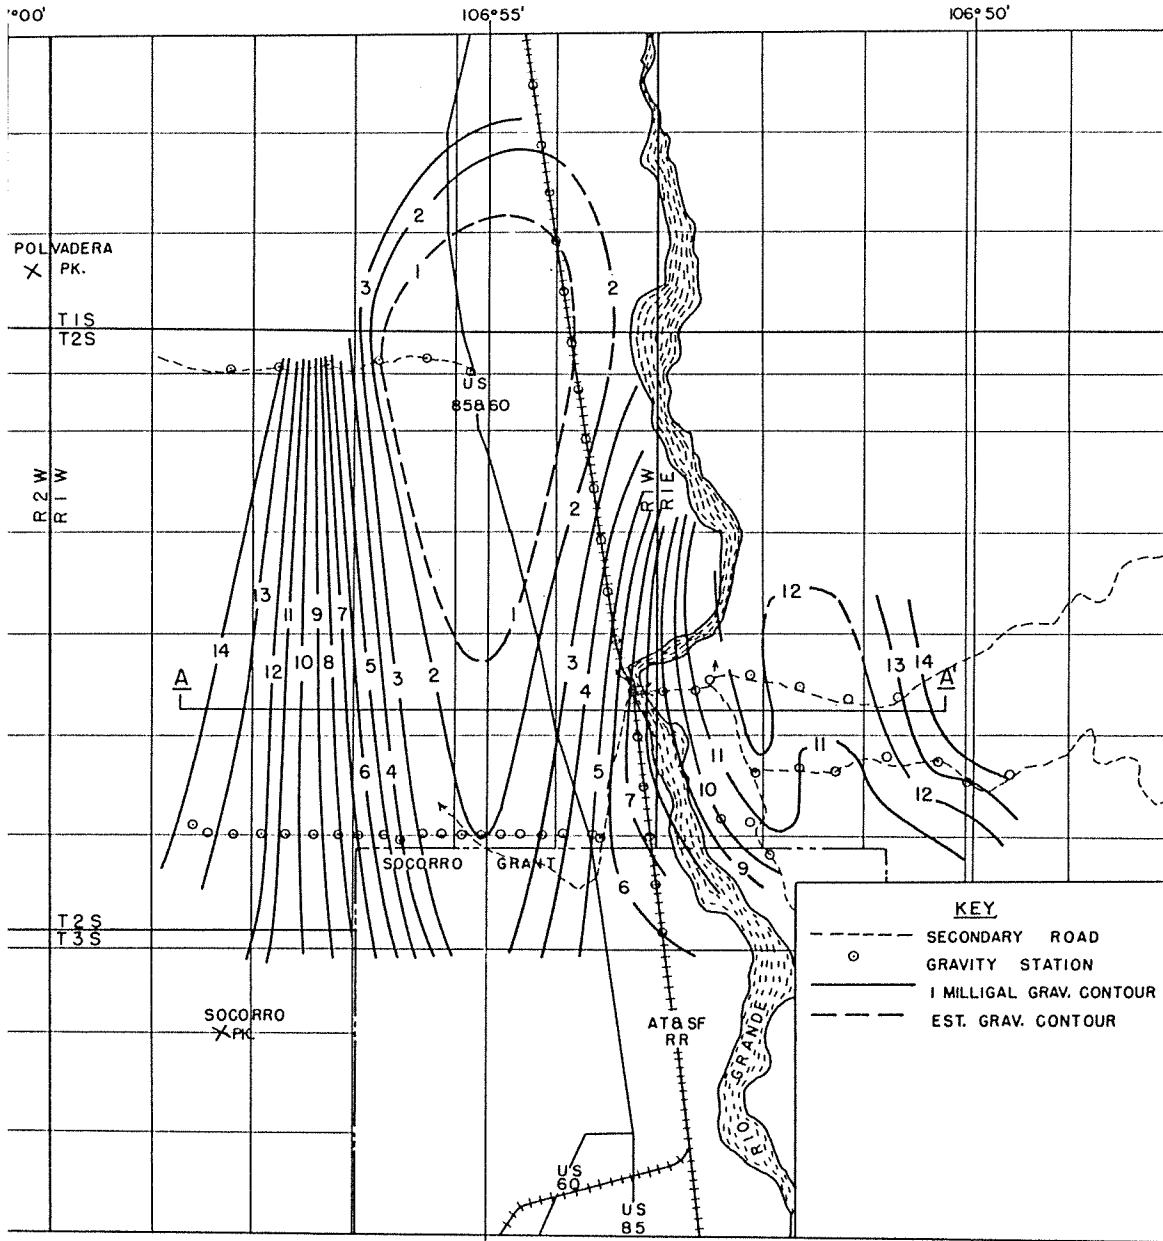 7°00'
106°55'
106°50'
POLVADERA
PK.
2
1
3
2
T1S
T2S
US
85&60
R2W
R1W
R1W
R1E
2
1
12
14
13
12
11
10
9
8
7
5
3
2
3
4
13
14
A
A'
6
4
5
7
11
10
11
12
9
6
SOCORRO GRANT
T2S
T3S
SOCORRO
PK.
AT&SF
RR
RIO GRANDE
US
60
US
85
KEY
SECONDARY ROAD
GRAVITY STATION
1 MILLIGAL GRAV. CONTOUR
EST. GRAV. CONTOUR